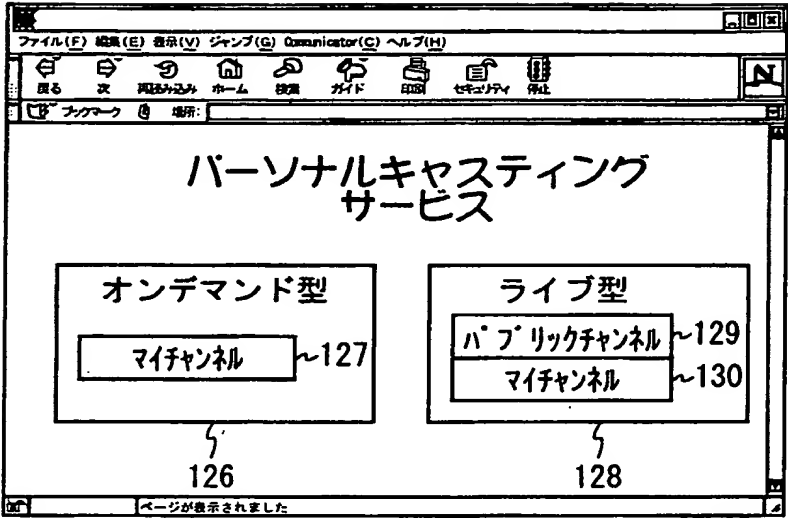 ファイル(F) 編集(E) 表示(V) ジャンプ(G) Communicator(C) ヘルプ(H)
戻る 次 再読み込み ホーム 検索 ガイド 印刷 セキュリティ 停止 N
ブックマーク 場所:
パーソナルキャスティング
サービス
オンデマンド型
マイチャンネル 127
126
ライブ型
パブリックチャンネル 129
マイチャンネル 130
128
ページが表示されました